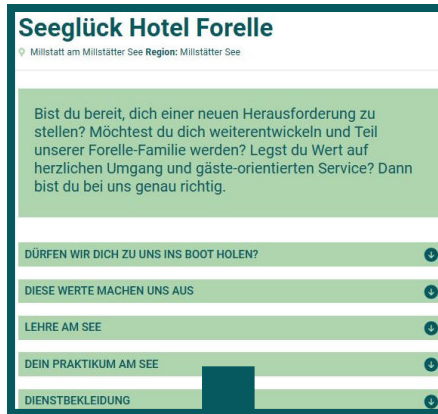 Seeglück Hotel Forelle
Millstatt am Millstätter See Region: Millstätter See
Bist du bereit, dich einer neuen Herausforderung zu
stellen? Möchtest du dich weiterentwickeln und Teil
unserer Forelle-Familie werden? Legst du Wert auf
herzlichen Umgang und gäste-orientierten Service? Dann
bist du bei uns genau richtig.
DÜRFEN WIR DICH ZU UNS INS BOOT HOLEN?
DIESE WERTE MACHEN UNS AUS
LEHRE AM SEE
DEIN PRAKTIKUM AM SEE
DIENSTBEKLEIDUNG